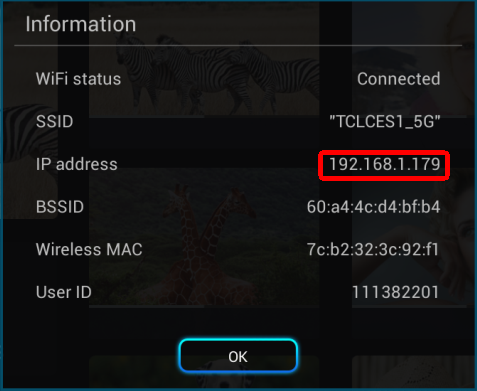 Information
WiFi status Connected
SSID "TCLCES1_5G"
IP address 192.168.1.179
BSSID 60:a4:4c:d4:bf:b4
Wireless MAC 7c:b2:32:3c:92:f1
User ID 111382201
OK